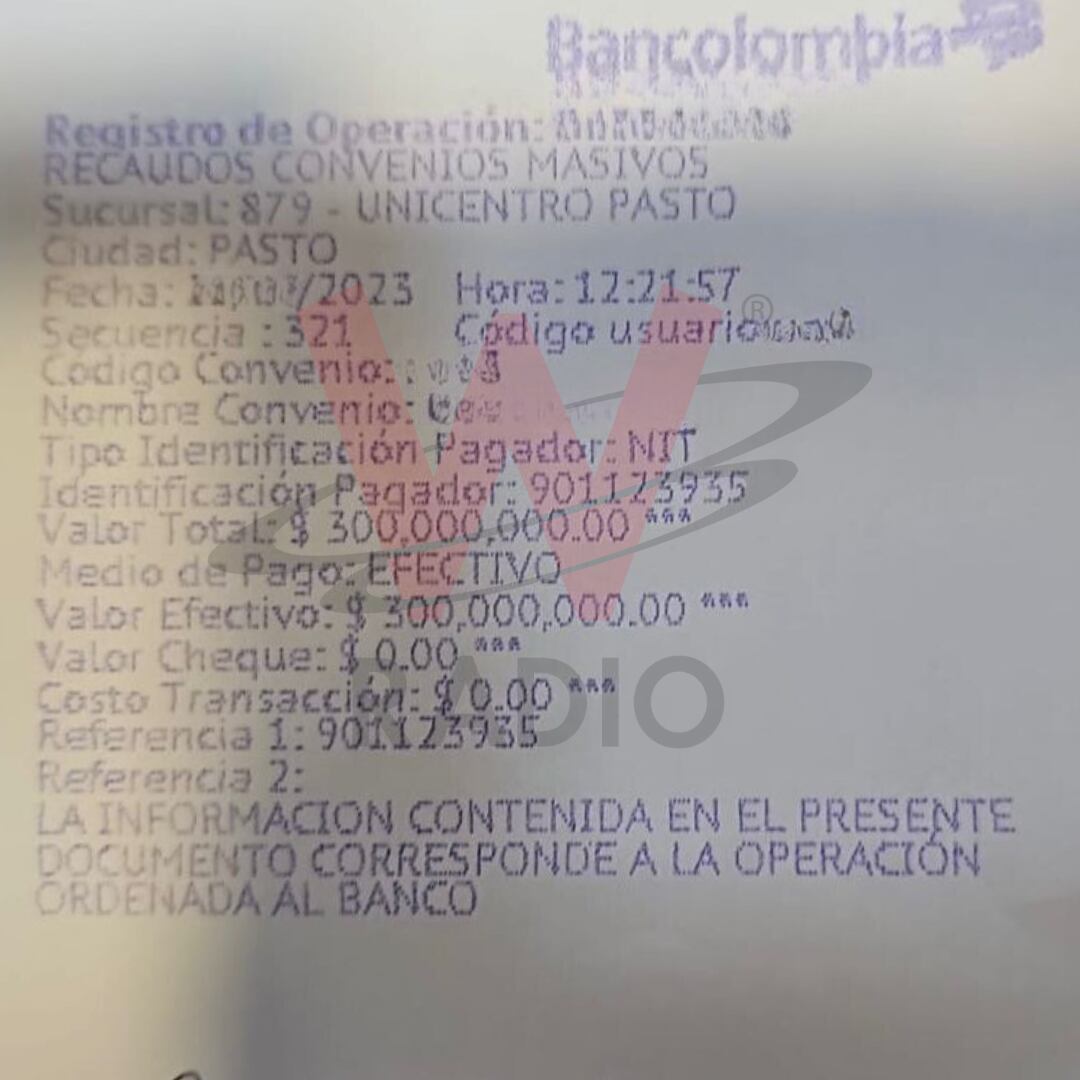 Bancolombia
Registro de Operación:
RECAUDOS CONVENIOS MASIVOS
Sucursal: 879 - UNICENTRO PASTO
Ciudad: PASTO
Fecha: /2023 Hora: 12:21:57
Secuencia : 321 Código usuario
Código Convenio:
Nombre Convenio:
Tipo Identificación Pagador: NIT
Identificación Pagador: 901123935
Valor Total: $ 300,000,000.00 ***
Medio de Pago: EFECTIVO
Valor Efectivo: $ 300,000,000.00 ***
Valor Cheque: $ 0.00 ***
Costo Transacción: $ 0.00 ***
Referencia 1: 901123935
Referencia 2:
LA INFORMACION CONTENIDA EN EL PRESENTE
DOCUMENTO CORRESPONDE A LA OPERACIÓN
ORDENADA AL BANCO
W®
RADIO